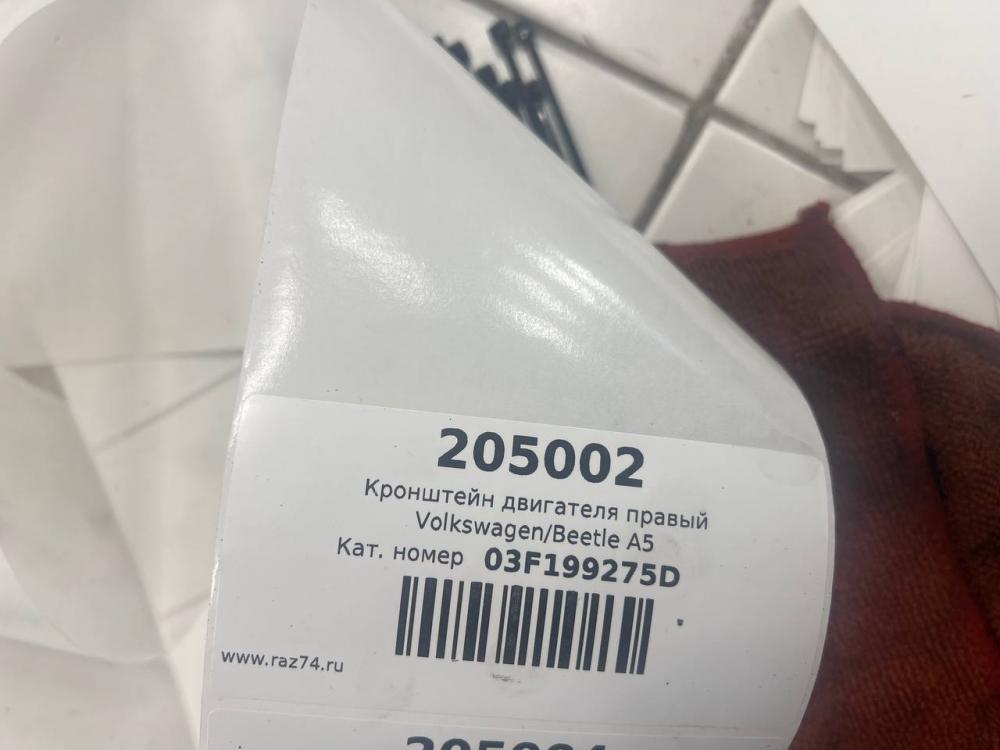 205002
Кронштейн двигателя правый
Volkswagen/Beetle A5
Кат. номер 03F199275D
www.raz74.ru